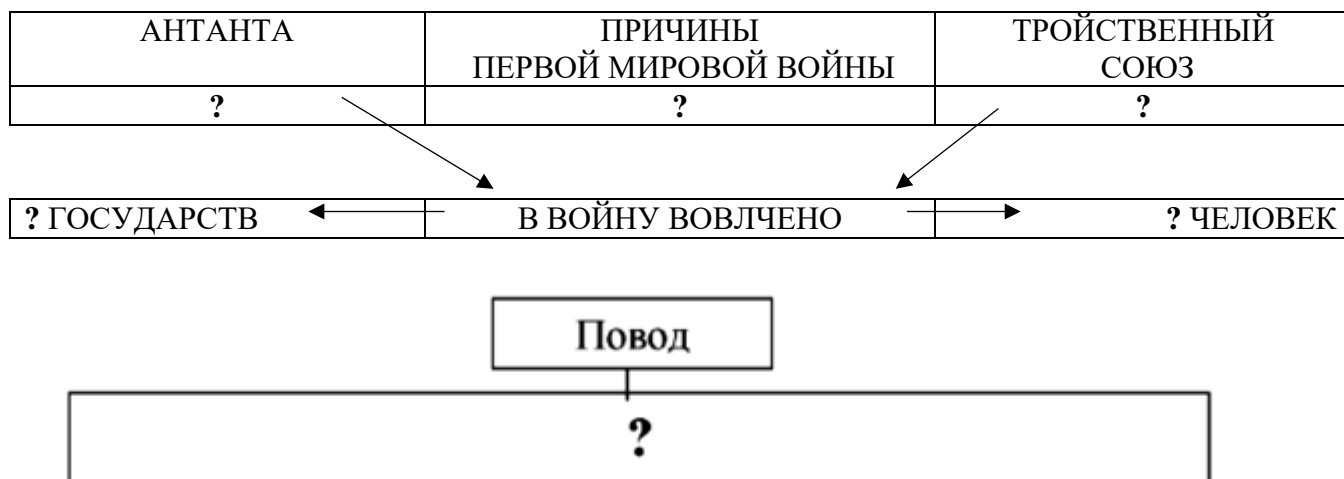 АНТАНТА
ПРИЧИНЫ
ПЕРВОЙ МИРОВОЙ ВОЙНЫ
ТРОЙСТВЕННЫЙ
СОЮЗ
?
?
?
? ГОСУДАРСТВ
В ВОЙНУ ВОВЛЧЕНО
? ЧЕЛОВЕК
Повод
?